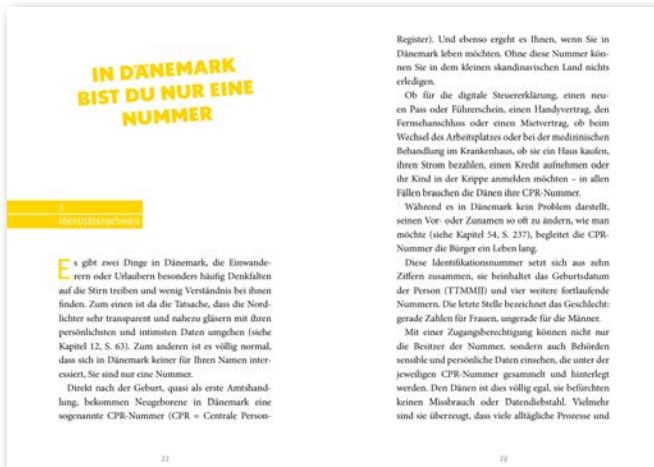 IN DÄNEMARK
BIST DU NUR EINE
NUMMER
3
Identitätsnachweis
Es gibt zwei Dinge in Dänemark, die Einwande-
rern oder Urlaubern besonders häufig Denkfalten
auf die Stirn treiben und wenig Verständnis bei ihnen
finden. Zum einen ist da die Tatsache, dass die Nord-
lichter sehr transparent und nahezu gläsern mit ihren
persönlichsten und intimsten Daten umgehen (siehe
Kapitel 12, S. 63). Zum anderen ist es völlig normal,
dass sich in Dänemark keiner für Ihren Namen inter-
essiert, Sie sind nur eine Nummer.
Direkt nach der Geburt, quasi als erste Amtshand-
lung, bekommen Neugeborene in Dänemark eine
sogenannte CPR-Nummer (CPR = Centrale Person-
22
Register). Und ebenso ergeht es Ihnen, wenn Sie in
Dänemark leben möchten. Ohne diese Nummer kön-
nen Sie in dem kleinen skandinavischen Land nichts
erledigen.
Ob für die digitale Steuererklärung, einen neu-
en Pass oder Führerschein, einen Handyvertrag, den
Fernsehanschluss oder einen Mietvertrag, ob beim
Wechsel des Arbeitsplatzes oder bei der medizinischen
Behandlung im Krankenhaus, ob sie ein Haus kaufen,
ihren Strom bezahlen, einen Kredit aufnehmen oder
ihr Kind in der Krippe anmelden möchten – in allen
Fällen brauchen die Dänen ihre CPR-Nummer.
Während es in Dänemark kein Problem darstellt,
seinen Vor- oder Zunamen so oft zu ändern, wie man
möchte (siehe Kapitel 54, S. 237), begleitet die CPR-
Nummer die Bürger ein Leben lang.
Diese Identifikationsnummer setzt sich aus zehn
Ziffern zusammen, sie beinhaltet das Geburtsdatum
der Person (TTMMJJ) und vier weitere fortlaufende
Nummern. Die letzte Stelle bezeichnet das Geschlecht:
gerade Zahlen für Frauen, ungerade für die Männer.
Mit einer Zugangsberechtigung können nicht nur
die Besitzer der Nummer, sondern auch Behörden
sensible und persönliche Daten einsehen, die unter der
jeweiligen CPR-Nummer gesammelt und hinterlegt
werden. Den Dänen ist dies völlig egal, sie befürchten
keinen Missbrauch oder Datendiebstahl. Vielmehr
sind sie überzeugt, dass viele alltägliche Prozesse und
23